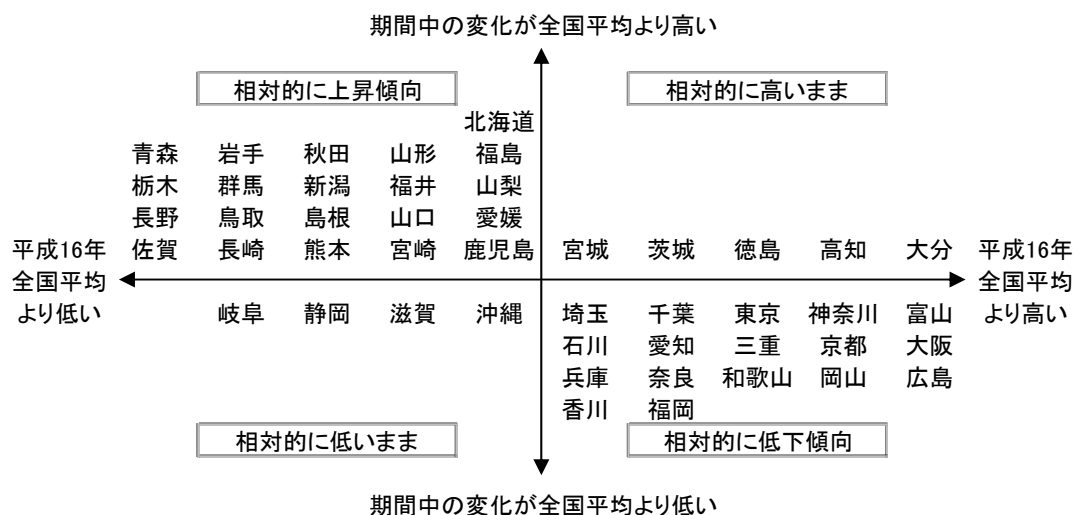 期間中の変化が全国平均より高い
相対的に上昇傾向 相対的に高いまま
北海道
青森 岩手 秋田 山形 福島
栃木 群馬 新潟 福井 山梨
長野 鳥取 島根 山口 愛媛
平成16年 佐賀 長崎 熊本 宮崎 鹿児島 宮城 茨城 徳島 高知 大分 平成16年
全国平均 全国平均
より低い 岐阜 静岡 滋賀 沖縄 埼玉 千葉 東京 神奈川 富山 より高い
石川 愛知 三重 京都 大阪
兵庫 奈良 和歌山 岡山 広島
香川 福岡
相対的に低いまま 相対的に低下傾向
期間中の変化が全国平均より低い